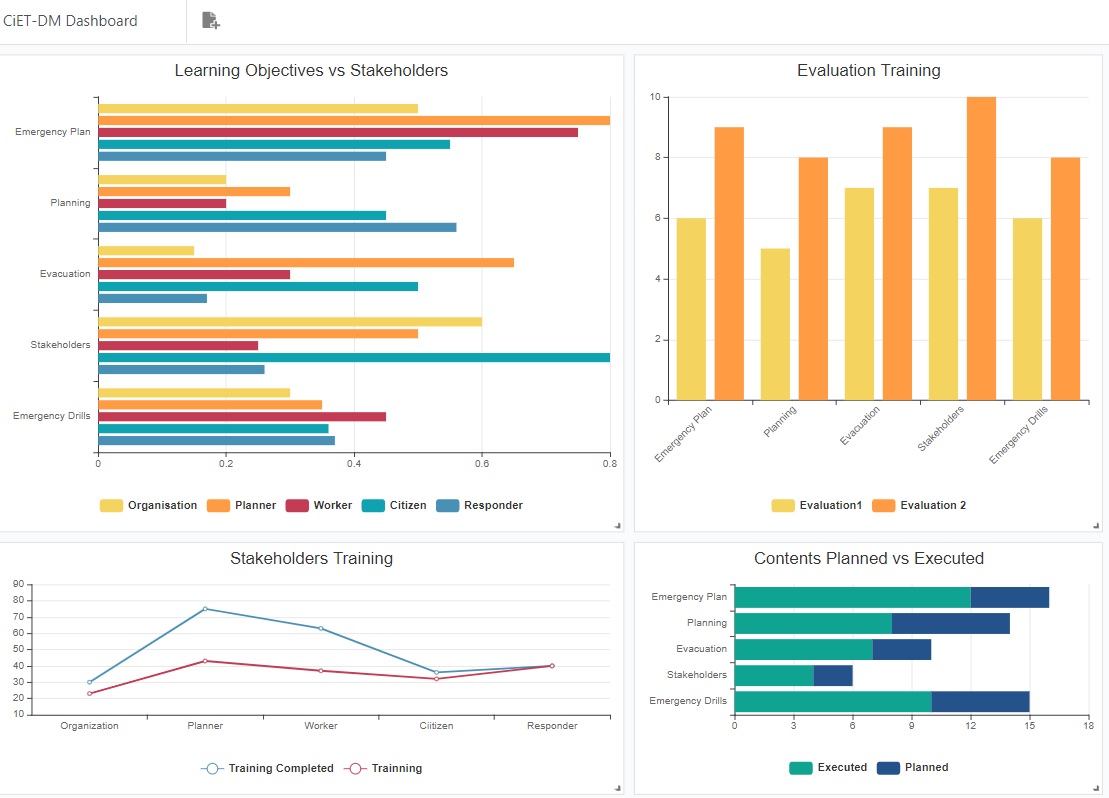 CiET-DM Dashboard
Learning Objectives vs Stakeholders
Emergency Plan
Planning
Evacuation
Stakeholders
Emergency Drills
0 0.2 0.4 0.6 0.8
Organisation Planner Worker Citizen Responder
Evaluation Training
10
8
6
4
2
0
Emergency Plan Planning Evacuation Stakeholders Emergency Drills
Evaluation1 Evaluation 2
Stakeholders Training
90
80
70
60
50
40
30
20
10
Organization Planner Worker Ciitizen Responder
Training Completed Trainning
Contents Planned vs Executed
Emergency Plan
Planning
Evacuation
Stakeholders
Emergency Drills
0 3 6 9 12 15 18
Executed Planned